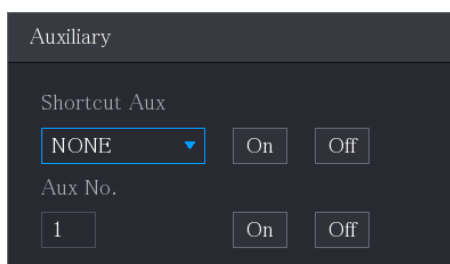 Auxiliary
Shortcut Aux
NONE On Off
Aux No.
1 On Off